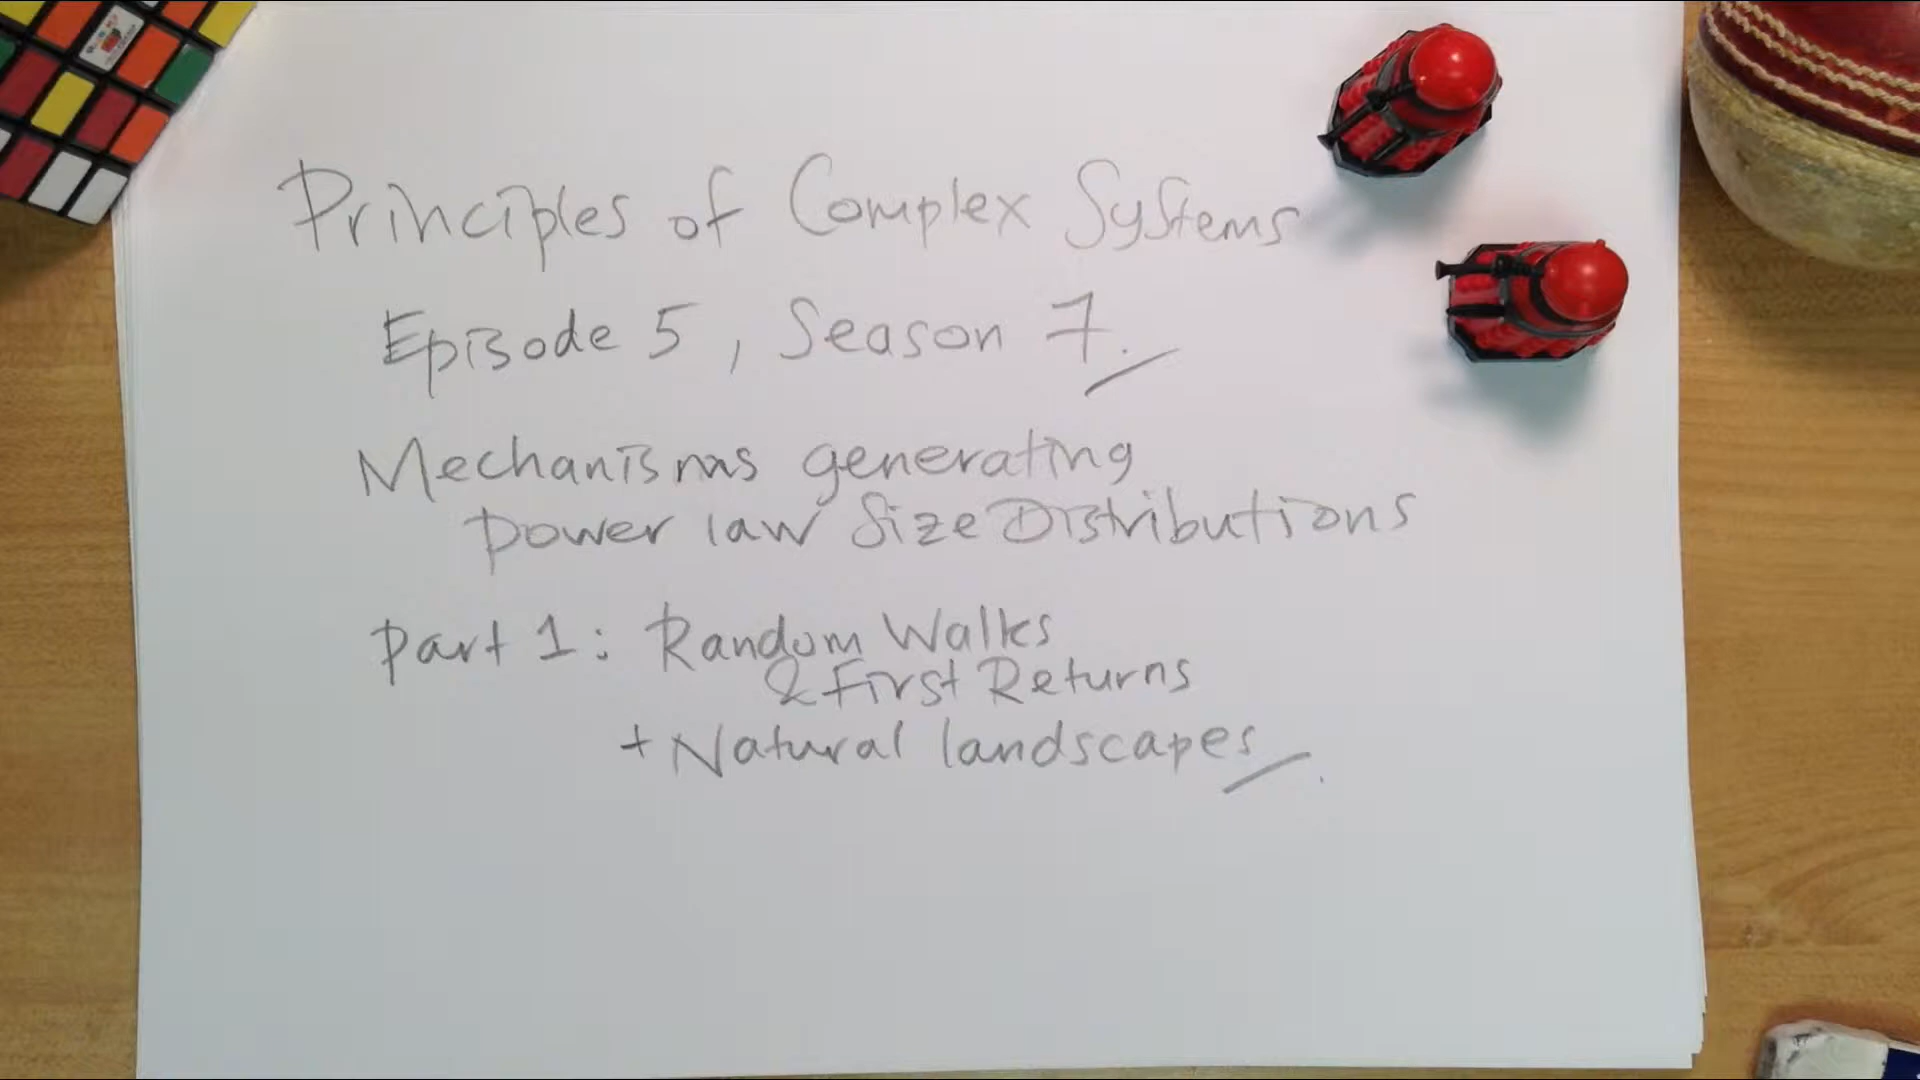 Principles of Complex Systems
Episode 5, Season 7.
Mechanisms generating
power law Size Distributions
Part 1: Random Walks
& First Returns
+ Natural landscapes